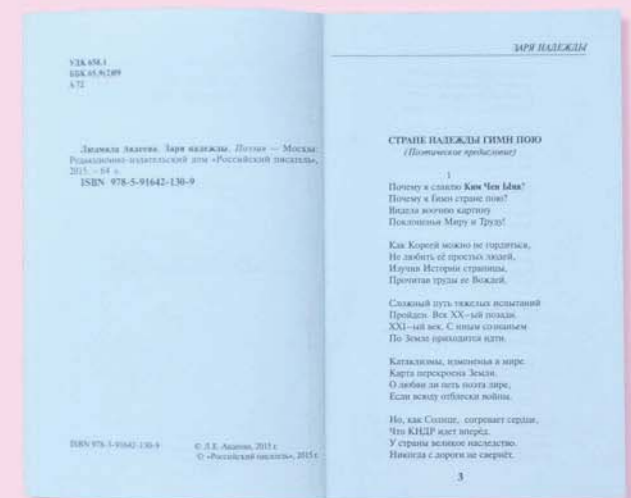 УДК 658.1
ББК 65.9(2)09
А 72
Людмила Авдеева. Заря надежды. Поэзия — Москва:
Редакционно-издательский дом «Российский писатель»,
2015. – 64 с.
ISBN 978-5-91642-130-9
ISBN 978-5-91642-130-9
© Л.Е. Авдеева, 2015 г.
© «Российский писатель», 2015 г.
ЗАРЯ НАДЕЖДЫ
СТРАНЕ НАДЕЖДЫ ГИМН ПОЮ
(Поэтическое предисловие)
1
Почему я славлю Ким Чен Ына?
Почему я Гимн стране пою?
Видела воочию картину
Поклоненья Миру и Труду!
Как Кореей можно не гордиться,
Не любить её простых людей,
Изучив Истории страницы,
Прочитав труды ее Вождей.
Сложный путь тяжелых испытаний
Пройден. Век XX–ый позади.
XXI–ый век. С иным сознаньем
По Земле приходится идти.
Катаклизмы, измененья в мире.
Карта перекроена Земли.
О любви ли петь поэта лире,
Если всюду отблески войны.
Но, как Солнце, согревает сердце,
Что КНДР идет вперёд.
У страны великое наследство.
Никогда с дороги не свернёт.
3